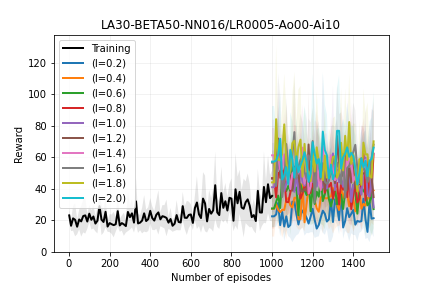 LA30-BETA50-NN016/LR0005-Ao00-Ai10
Training
(l=0.2)
(l=0.4)
(l=0.6)
(l=0.8)
(l=1.0)
(l=1.2)
(l=1.4)
(l=1.6)
(l=1.8)
(l=2.0)
Reward
120
100
80
60
40
20
0
0 200 400 600 800 1000 1200 1400
Number of episodes